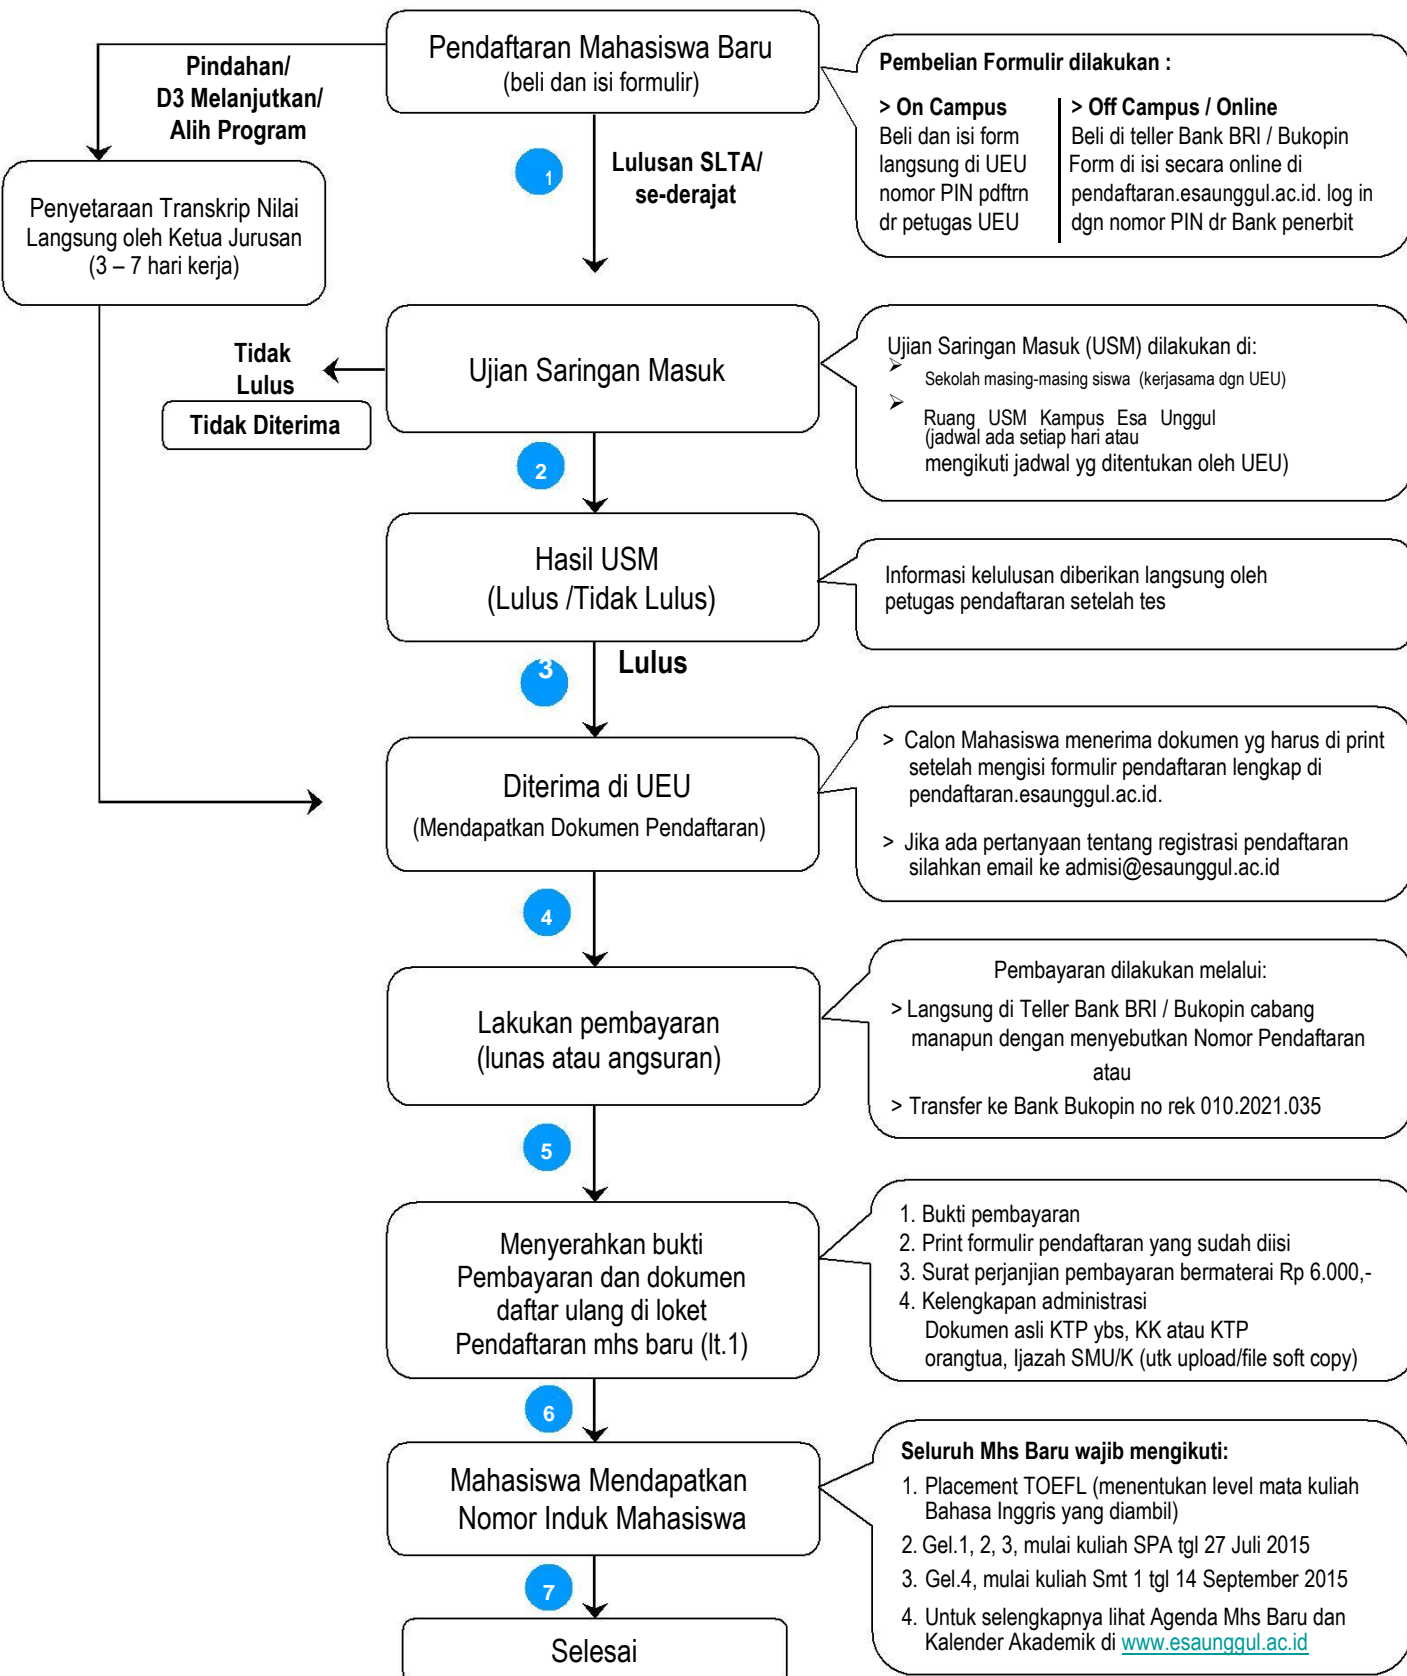 Pendaftaran Mahasiswa Baru
(beli dan isi formulir)
Pindahan/
D3 Melanjutkan/
Alih Program
Pembelian Formulir dilakukan :
> On Campus
Beli dan isi form
langsung di UEU
nomor PIN pdftrn
dr petugas UEU
> Off Campus / Online
Beli di teller Bank BRI / Bukopin
Form di isi secara online di
pendaftaran.esaunggul.ac.id. log in
dgn nomor PIN dr Bank penerbit
1
Lulusan SLTA/
se-derajat
Penyetaraan Transkrip Nilai
Langsung oleh Ketua Jurusan
(3 – 7 hari kerja)
Ujian Saringan Masuk
Tidak
Lulus
Tidak Diterima
Ujian Saringan Masuk (USM) dilakukan di:
➢ Sekolah masing-masing siswa (kerjasama dgn UEU)
➢ Ruang USM Kampus Esa Unggul
(jadwal ada setiap hari atau
mengikuti jadwal yg ditentukan oleh UEU)
2
Hasil USM
(Lulus /Tidak Lulus)
Informasi kelulusan diberikan langsung oleh
petugas pendaftaran setelah tes
3
Lulus
Diterima di UEU
(Mendapatkan Dokumen Pendaftaran)
> Calon Mahasiswa menerima dokumen yg harus di print
setelah mengisi formulir pendaftaran lengkap di
pendaftaran.esaunggul.ac.id.
> Jika ada pertanyaan tentang registrasi pendaftaran
silahkan email ke admisi@esaunggul.ac.id
4
Lakukan pembayaran
(lunas atau angsuran)
Pembayaran dilakukan melalui:
> Langsung di Teller Bank BRI / Bukopin cabang
manapun dengan menyebutkan Nomor Pendaftaran
atau
> Transfer ke Bank Bukopin no rek 010.2021.035
5
Menyerahkan bukti
Pembayaran dan dokumen
daftar ulang di loket
Pendaftaran mhs baru (lt.1)
1. Bukti pembayaran
2. Print formulir pendaftaran yang sudah diisi
3. Surat perjanjian pembayaran bermaterai Rp 6.000,-
4. Kelengkapan administrasi
Dokumen asli KTP ybs, KK atau KTP
orangtua, Ijazah SMU/K (utk upload/file soft copy)
6
Mahasiswa Mendapatkan
Nomor Induk Mahasiswa
Seluruh Mhs Baru wajib mengikuti:
1. Placement TOEFL (menentukan level mata kuliah
Bahasa Inggris yang diambil)
2. Gel.1, 2, 3, mulai kuliah SPA tgl 27 Juli 2015
3. Gel.4, mulai kuliah Smt 1 tgl 14 September 2015
4. Untuk selengkapnya lihat Agenda Mhs Baru dan
Kalender Akademik di www.esaunggul.ac.id
7
Selesai